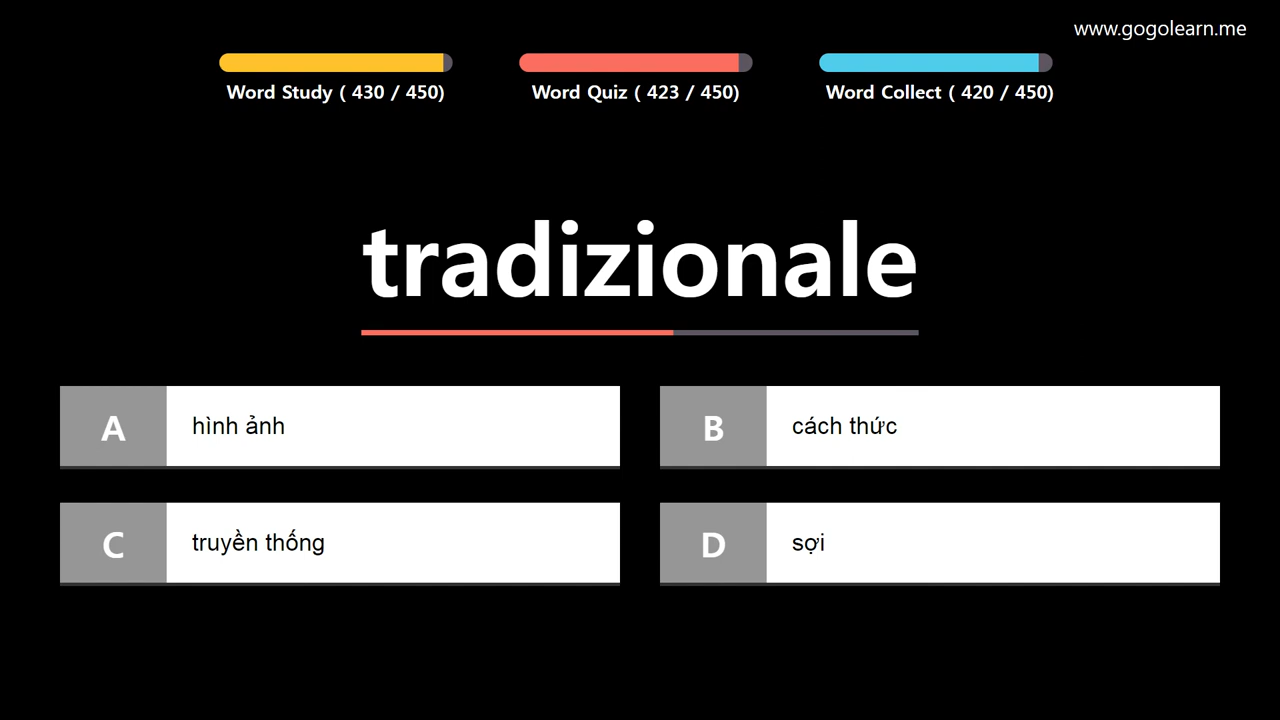 www.gogolearn.me
Word Study ( 430 / 450)
Word Quiz ( 423 / 450)
Word Collect ( 420 / 450)
tradizionale
A hình ảnh
B cách thức
C truyền thống
D sợi